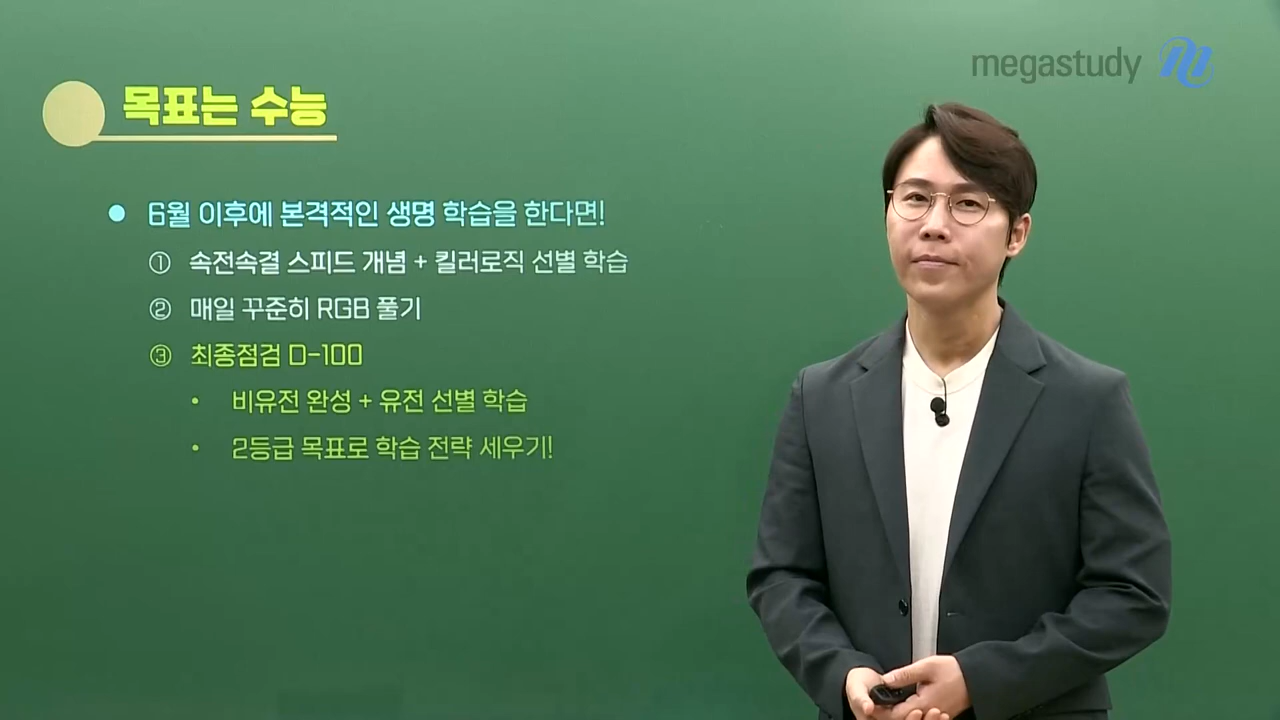 megastudy
목표는 수능
6월 이후에 본격적인 생명 학습을 한다면!
① 속전속결 스피드 개념 + 킬러로직 선별 학습
② 매일 꾸준히 RGB 풀기
③ 최종점검 D-100
• 비유전 완성 + 유전 선별 학습
• 2등급 목표로 학습 전략 세우기!